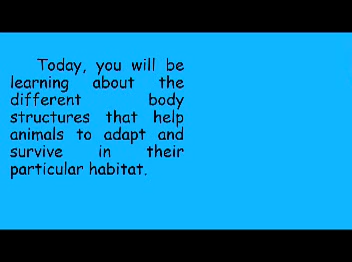 Today, you will be
learning about the
different body
structures that help
animals to adapt and
survive in their
particular habitat.